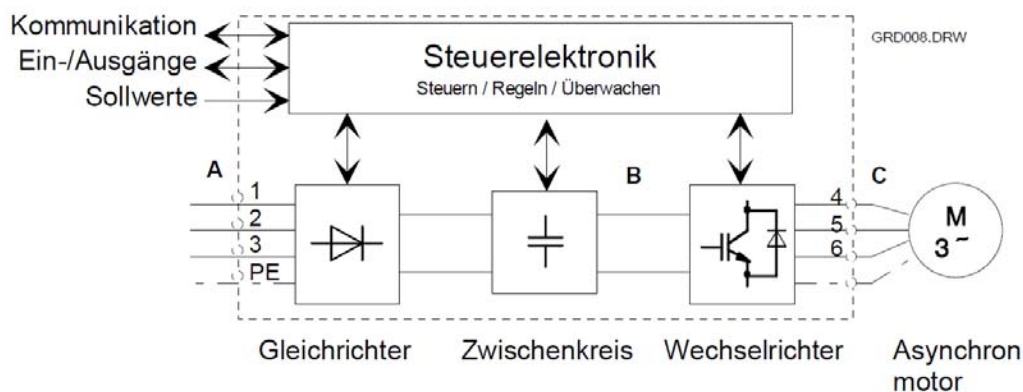 Kommunikation
Ein-/Ausgänge
Sollwerte
Steuerelektronik
Steuern / Regeln / Überwachen
GRD008.DRW
A
B
C
1
2
3
PE
4
5
6
M
3 ~
Gleichrichter
Zwischenkreis
Wechselrichter
Asynchron
motor